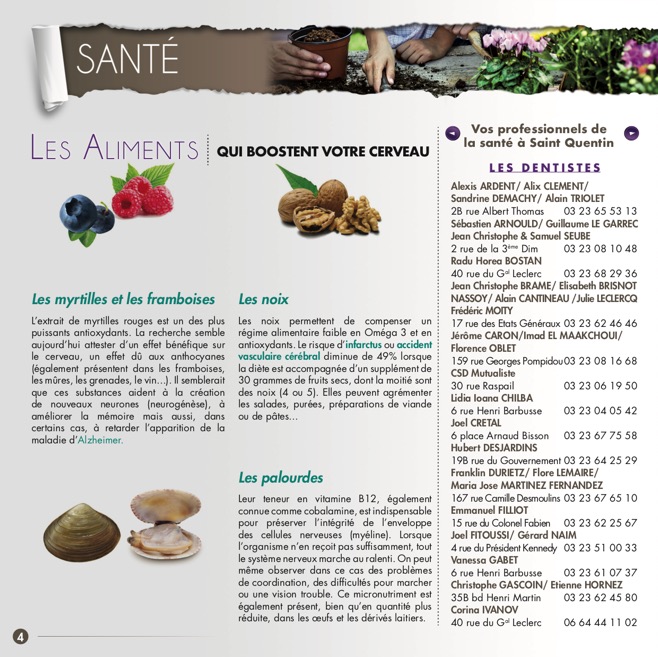 SANTÉ
LES ALIMENTS
QUI BOOSTENT VOTRE CERVEAU
Les myrtilles et les framboises
L'extrait de myrtilles rouges est un des plus
puissants antioxydants. La recherche semble
aujourd'hui attester d'un effet bénéfique sur
le cerveau, un effet dû aux anthocyanes
(également présentent dans les framboises,
les mûres, les grenades, le vin…). Il semblerait
que ces substances aident à la création
de nouveaux neurones (neurogénèse), à
améliorer la mémoire mais aussi, dans
certains cas, à retarder l'apparition de la
maladie d'Alzheimer.
Les noix
Les noix permettent de compenser un
régime alimentaire faible en Oméga 3 et en
antioxydants. Le risque d'infarctus ou accident
vasculaire cérébral diminue de 49% lorsque
la diète est accompagnée d'un supplément de
30 grammes de fruits secs, dont la moitié sont
des noix (4 ou 5). Elles peuvent agrémenter
les salades, purées, préparations de viande
ou de pâtes…
Les palourdes
Leur teneur en vitamine B12, également
connue comme cobalamine, est indispensable
pour préserver l'intégrité de l'enveloppe
des cellules nerveuses (myéline). Lorsque
l'organisme n'en reçoit pas suffisamment, tout
le système nerveux marche au ralenti. On peut
même observer dans ce cas des problèmes
de coordination, des difficultés pour marcher
ou une vision trouble. Ce micronutriment est
également présent, bien qu'en quantité plus
réduite, dans les œufs et les dérivés laitiers.
Vos professionnels de
la santé à Saint Quentin
LES DENTISTES
Alexis ARDENT/ Alix CLEMENT/
Sandrine DEMACHY/ Alain TRIOLET
2B rue Albert Thomas 03 23 65 53 13
Sébastien ARNOULD/ Guillaume LE GARREC
Jean Christophe & Samuel SEUBE
2 rue de la 3ème Dim 03 23 08 10 48
Radu Horea BOSTAN
40 rue du Gal Leclerc 03 23 68 29 36
Jean Christophe BRAME/ Elisabeth BRISNOT
NASSOY/ Alain CANTINEAU /Julie LECLERCQ
Frédéric MOITY
17 rue des Etats Généraux 03 23 62 46 46
Jérôme CARON/Imad EL MAAKCHOUI/
Florence OBLET
159 rue Georges Pompidou 03 23 08 16 68
CSD Mutualiste
30 rue Raspail 03 23 06 19 50
Lidia Ioana CHILBA
6 rue Henri Barbusse 03 23 04 05 42
Joel CRETAL
6 place Arnaud Bisson 03 23 67 75 58
Hubert DESJARDINS
19B rue du Gouvernement 03 23 64 25 29
Franklin DURIETZ/ Flore LEMAIRE/
Maria Jose MARTINEZ FERNANDEZ
167 rue Camille Desmoulins 03 23 67 65 10
Emmanuel FILLIOT
15 rue du Colonel Fabien 03 23 62 25 67
Joel FITOUSSI/ Gérard NAIM
4 rue du Président Kennedy 03 23 51 00 33
Vanessa GABET
6 rue Henri Barbusse 03 23 61 07 37
Christophe GASCOIN/ Etienne HORNEZ
35B bd Henri Martin 03 23 62 45 80
Corina IVANOV
40 rue du Gal Leclerc 06 64 44 11 02
4